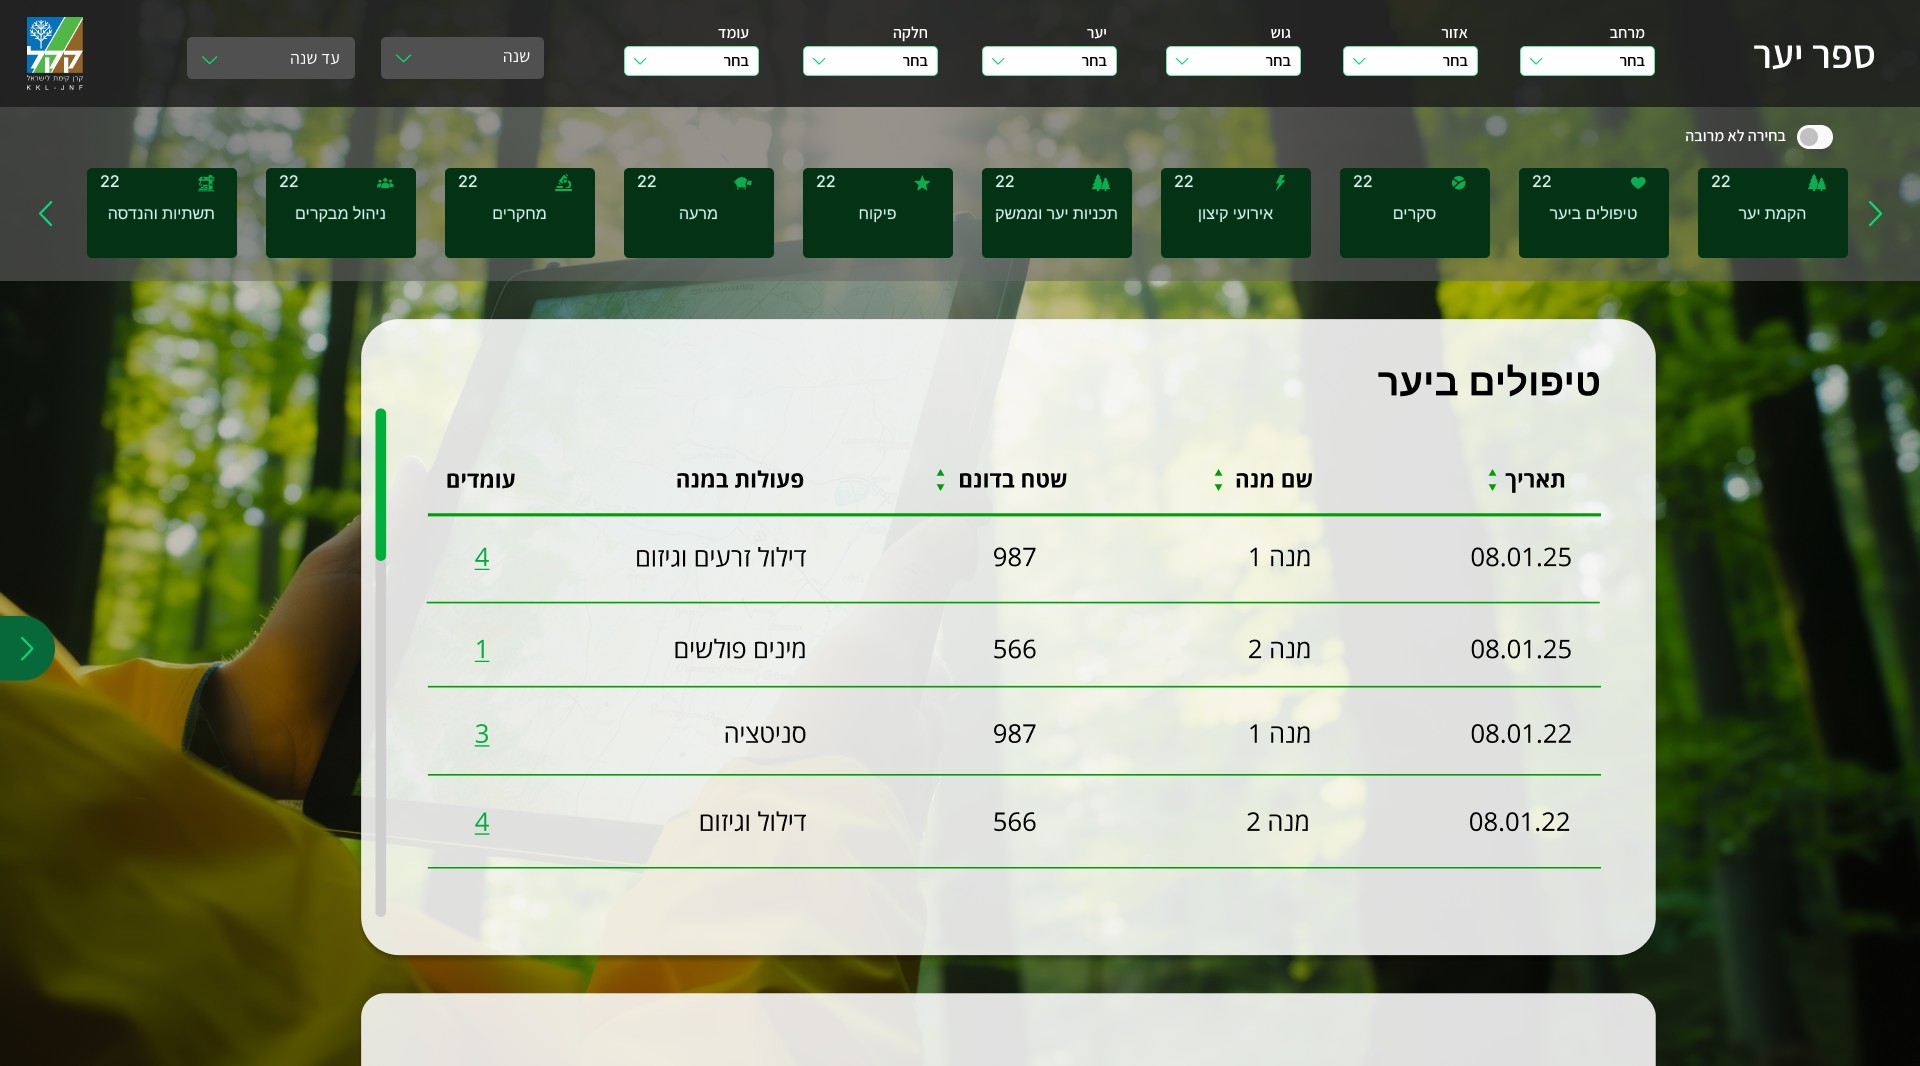 ספר יער
מרחב
בחר
אזור
בחר
גוש
בחר
יער
בחר
חלקה
בחר
עומד
בחר
שנה
עד שנה
קק"ל
קרן קימת לישראל
KKL-JNF
בחירה לא מרובה
22
הקמת יער
22
טיפולים ביער
22
סקרים
22
אירועי קיצון
22
תכניות יער וממשק
22
פיקוח
22
מרעה
22
מחקרים
22
ניהול מבקרים
22
תשתיות והנדסה
טיפולים ביער
תאריך שם מנה שטח בדונם פעולות במנה עומדים
08.01.25 מנה 1 987 דילול זרעים וגיזום 4
08.01.25 מנה 2 566 מינים פולשים 1
08.01.22 מנה 1 987 סניטציה 3
08.01.22 מנה 2 566 דילול וגיזום 4